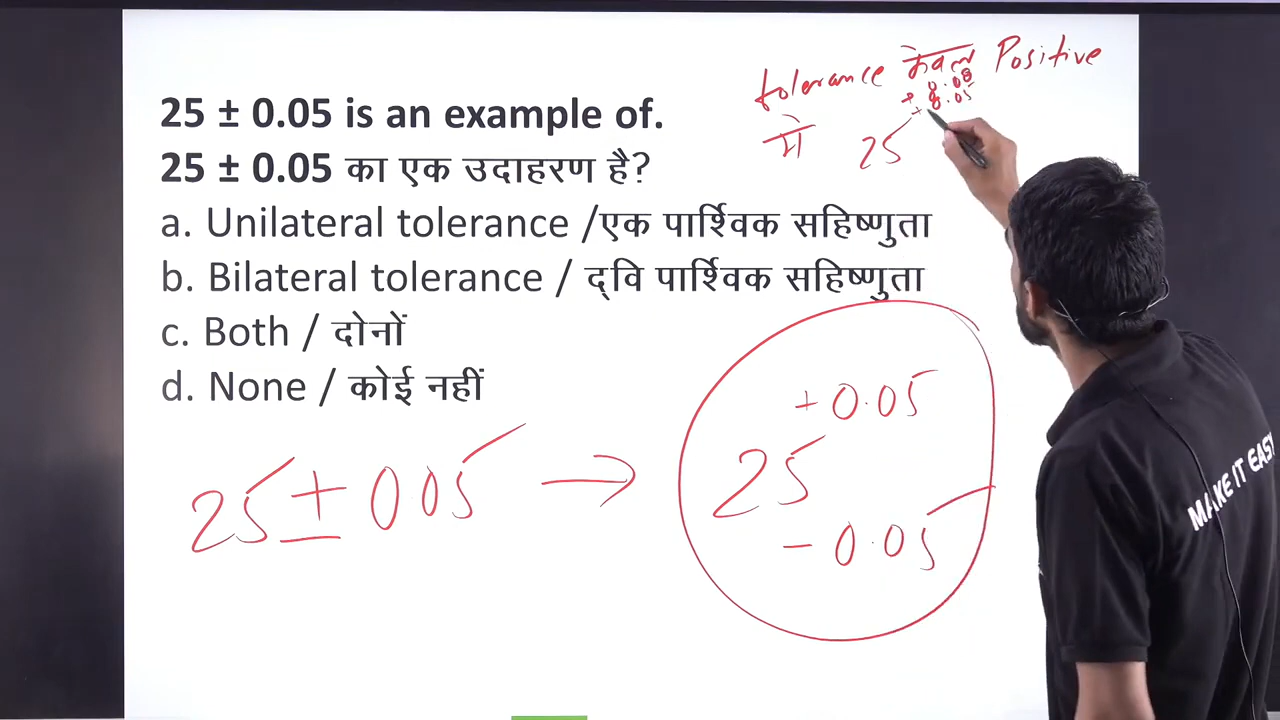 25 ± 0.05 is an example of.
25 ± 0.05 का एक उदाहरण है?
a. Unilateral tolerance /एक पार्श्विक सहिष्णुता
b. Bilateral tolerance / द्वि पार्श्विक सहिष्णुता
c. Both / दोनों
d. None / कोई नहीं
tolerance केवल Positive
में 25
25 ± 0.05 →
+ 0.05
25
- 0.05
MAKE IT EASY